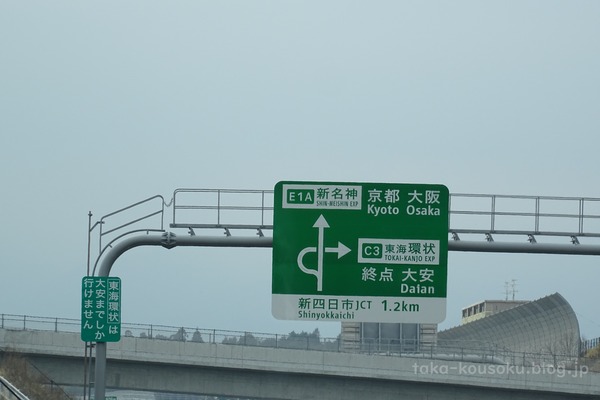 E1A 新名神 京都 大阪
SHIN-MEISHIN EXP Kyoto Osaka
C3 東海環状
TOKAI-KANJO EXP
終点 大安
Daian
新四日市JCT 1.2km
Shinyokkaichi
東海環状は
大安までしか
行けません
taka-kousoku.blog.jp